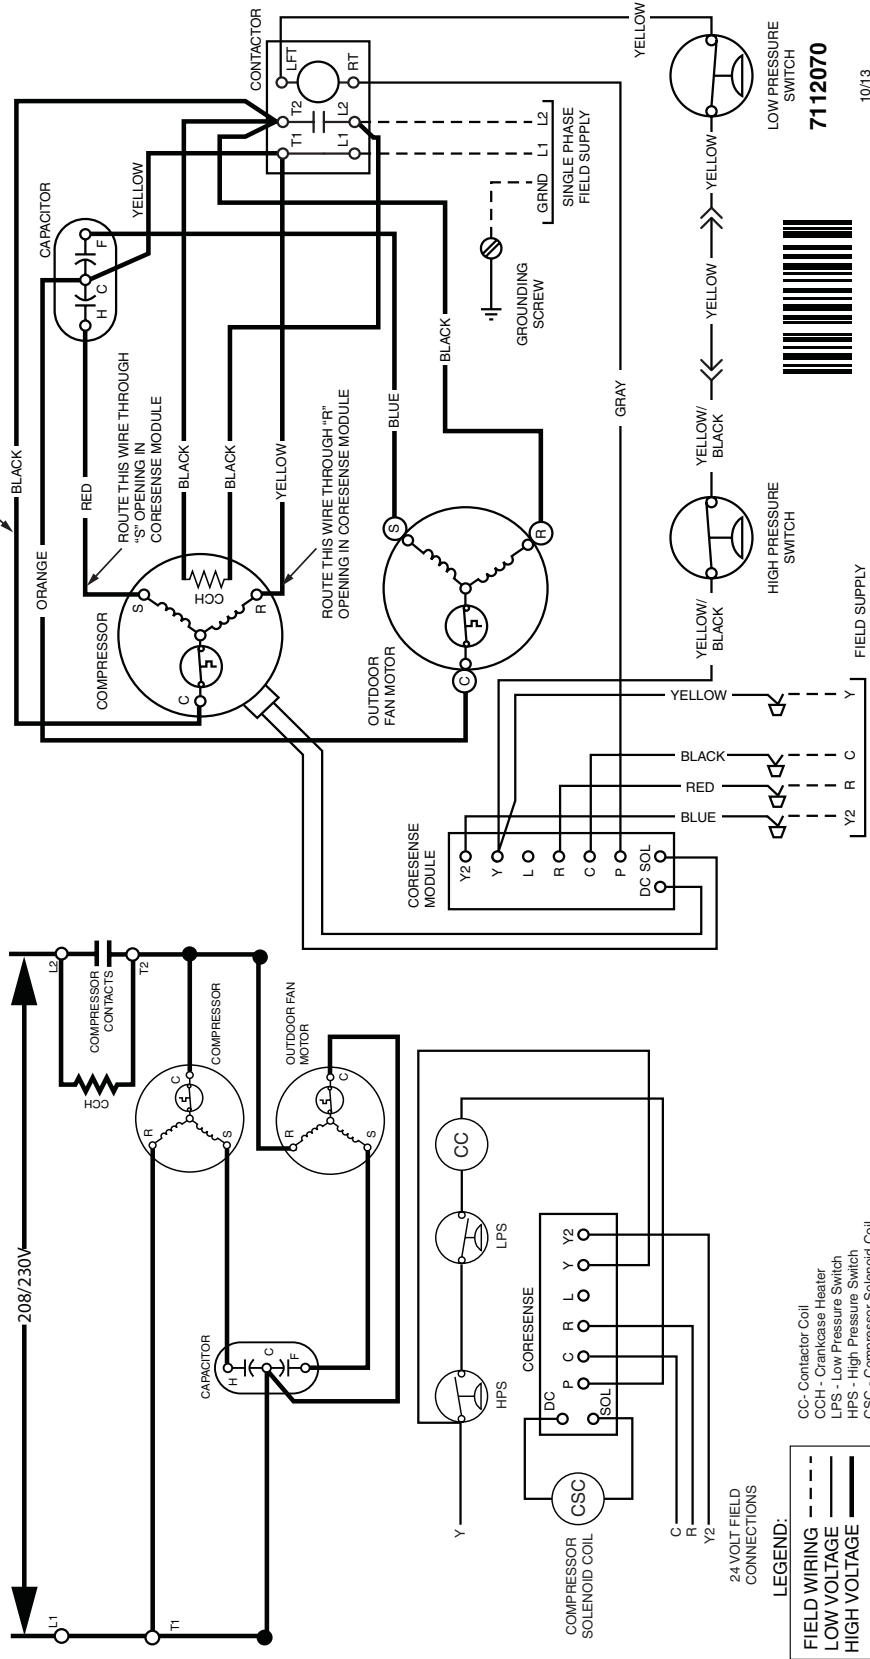 208/230V
L1
T1
L2
T2
COMPRESSOR
CONTACTS
CCH
COMPRESSOR
R
C
S
OUTDOOR FAN
MOTOR
R
C
S
CAPACITOR
H
C
F
Y
HPS
LPS
CC
CORESENSE
DC
SOL
P
C
R
L
Y
Y2
CSC
COMPRESSOR
SOLENOID COIL
C
R
Y2
24 VOLT FIELD
CONNECTIONS
LEGEND:
FIELD WIRING
LOW VOLTAGE
HIGH VOLTAGE
CC- Contactor Coil
CCH - Crankcase Heater
LPS - Low Pressure Switch
HPS - High Pressure Switch
CSC - Compressor Solenoid Coil
BLACK
ORANGE
CAPACITOR
H
C
F
YELLOW
RED
ROUTE THIS WIRE THROUGH
"S" OPENING IN
CORESENSE MODULE
COMPRESSOR
C
S
R
CCH
BLACK
BLACK
YELLOW
ROUTE THIS WIRE THROUGH "R"
OPENING IN CORESENSE MODULE
CONTACTOR
LFT
RT
T2
L2
T1
L1
GRND
L1
L2
SINGLE PHASE
FIELD SUPPLY
GROUNDING
SCREW
BLUE
BLACK
OUTDOOR
FAN MOTOR
C
S
R
GRAY
YELLOW
LOW PRESSURE
SWITCH
YELLOW
YELLOW
YELLOW/
BLACK
HIGH PRESSURE
SWITCH
YELLOW/
BLACK
CORESENSE
MODULE
Y2
Y
L
R
C
P
DC
SOL
YELLOW
BLACK
RED
BLUE
Y2
R
C
Y
FIELD SUPPLY
7112070
10/13